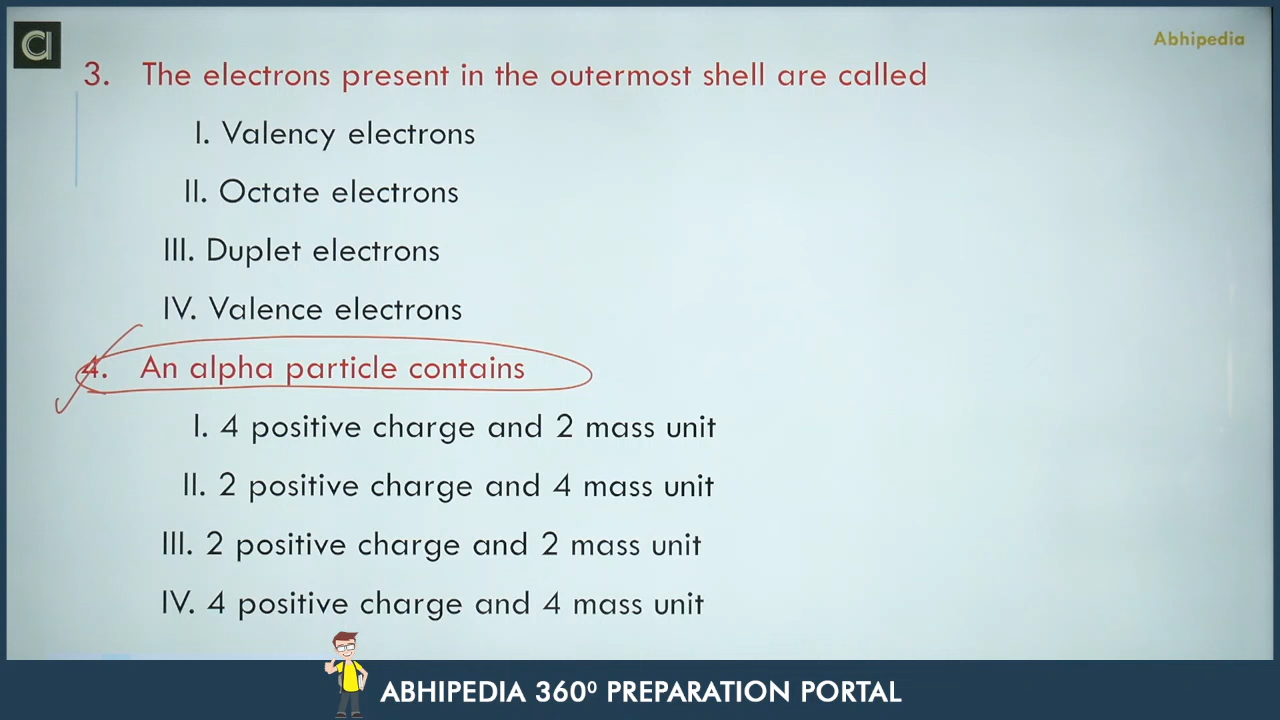 Abhipedia
3. The electrons present in the outermost shell are called
I. Valency electrons
II. Octate electrons
III. Duplet electrons
IV. Valence electrons
4. An alpha particle contains
I. 4 positive charge and 2 mass unit
II. 2 positive charge and 4 mass unit
III. 2 positive charge and 2 mass unit
IV. 4 positive charge and 4 mass unit
ABHIPEDIA 360⁰ PREPARATION PORTAL